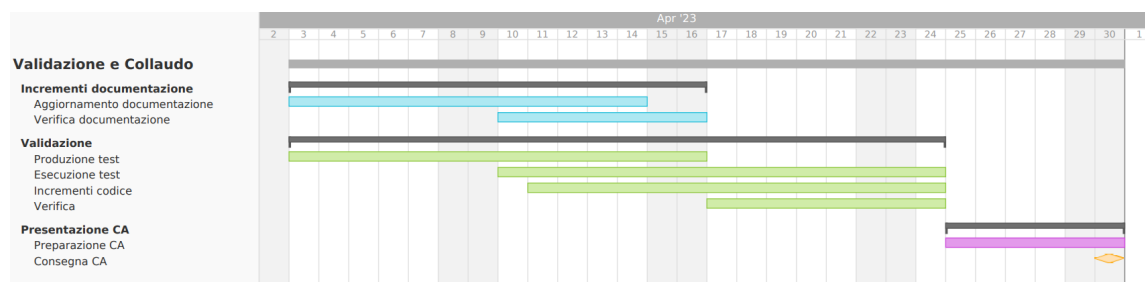 Apr '23
2 3 4 5 6 7 8 9 10 11 12 13 14 15 16 17 18 19 20 21 22 23 24 25 26 27 28 29 30 1
Validazione e Collaudo
Incrementi documentazione
Aggiornamento documentazione
Verifica documentazione
Validazione
Produzione test
Esecuzione test
Incrementi codice
Verifica
Presentazione CA
Preparazione CA
Consegna CA